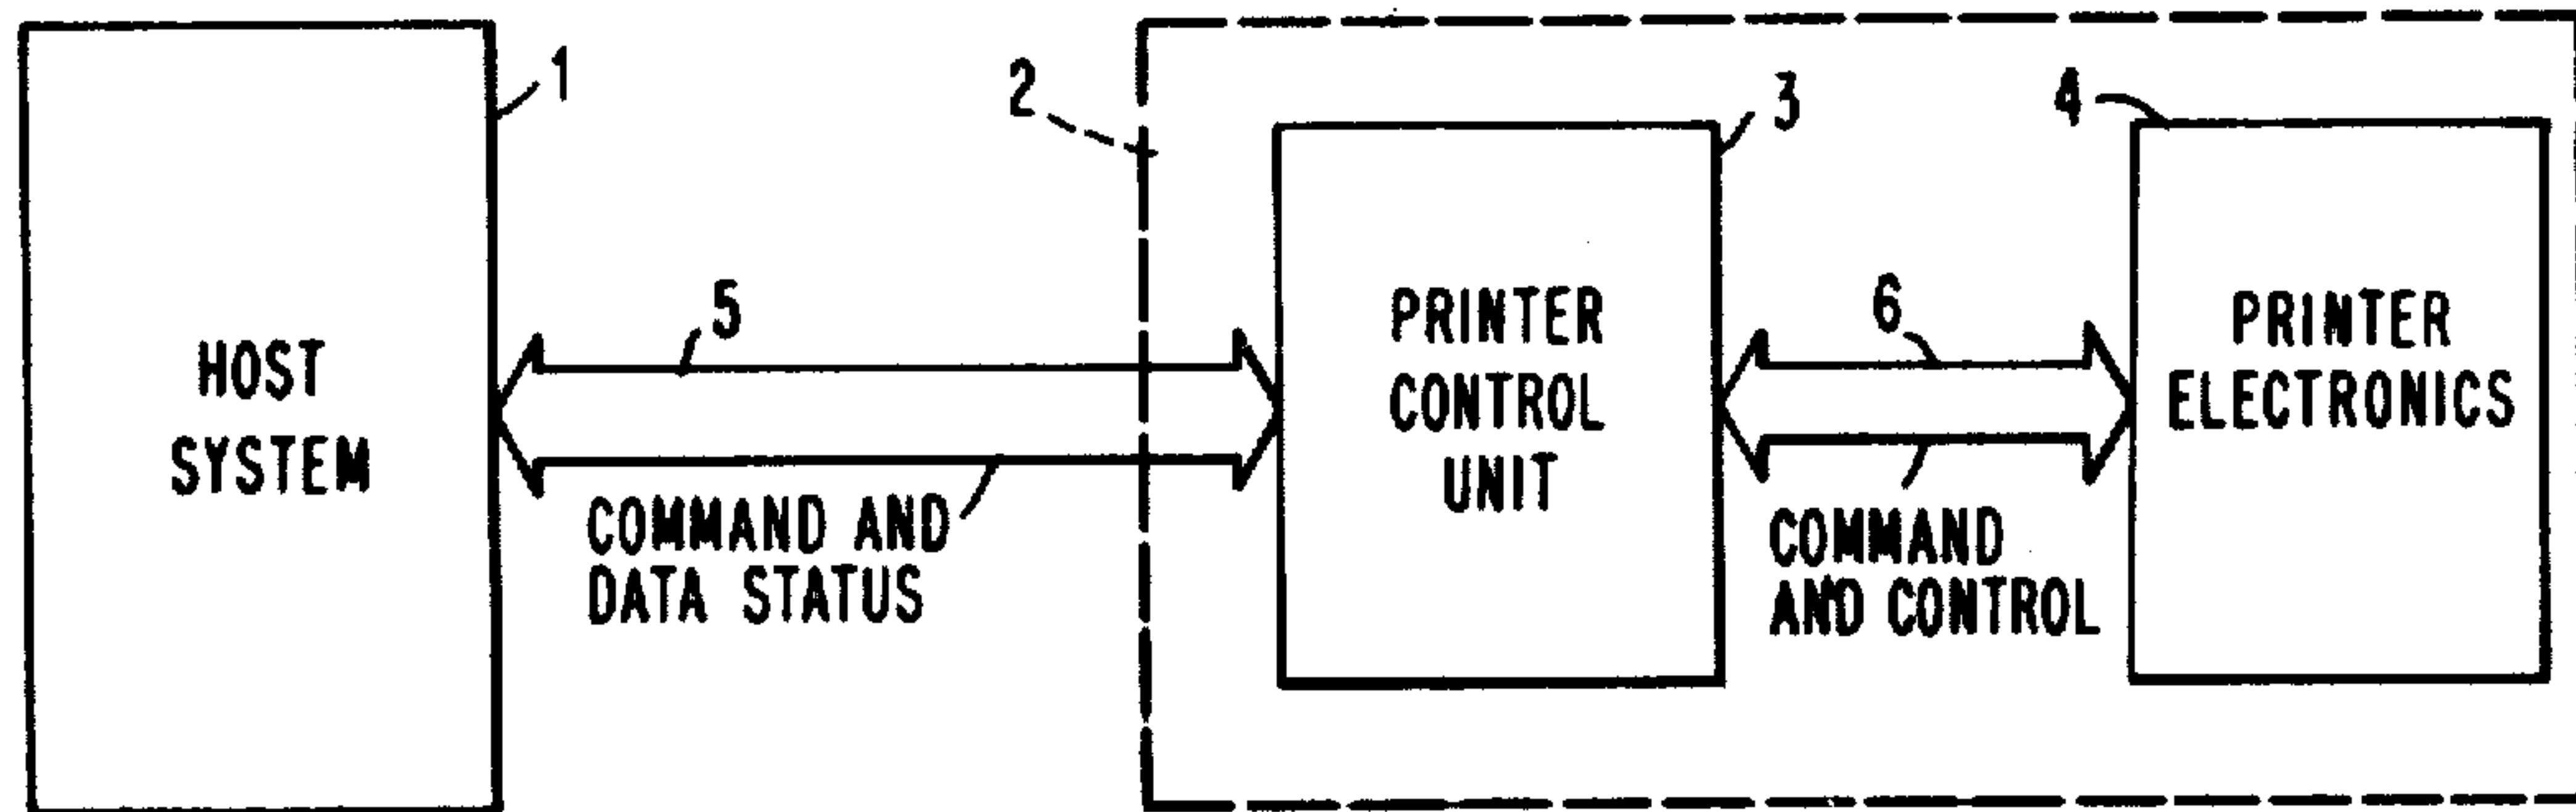 1
2
3
4
HOST
SYSTEM
5
COMMAND AND
DATA STATUS
PRINTER
CONTROL
UNIT
6
COMMAND
AND CONTROL
PRINTER
ELECTRONICS